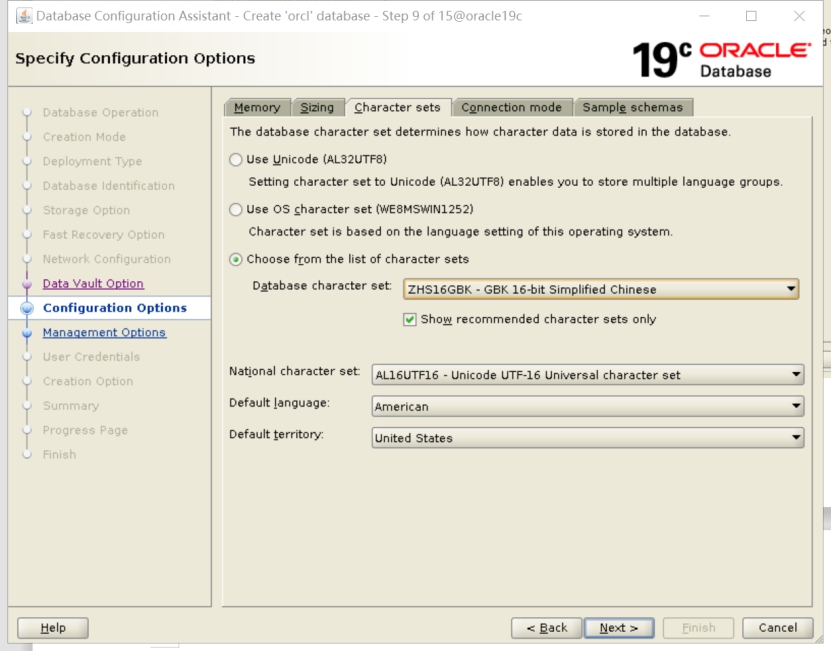 Database Configuration Assistant - Create 'orcl' database - Step 9 of 15@oracle19c
Specify Configuration Options
19c ORACLE
Database
Database Operation
Creation Mode
Deployment Type
Database Identification
Storage Option
Fast Recovery Option
Network Configuration
Data Vault Option
Configuration Options
Management Options
User Credentials
Creation Option
Summary
Progress Page
Finish
Memory Sizing Character sets Connection mode Sample schemas
The database character set determines how character data is stored in the database.
Use Unicode (AL32UTF8)
Setting character set to Unicode (AL32UTF8) enables you to store multiple language groups.
Use OS character set (WE8MSWIN1252)
Character set is based on the language setting of this operating system.
Choose from the list of character sets
Database character set: ZHS16GBK - GBK 16-bit Simplified Chinese
Show recommended character sets only
National character set: AL16UTF16 - Unicode UTF-16 Universal character set
Default language: American
Default territory: United States
Help < Back Next > Finish Cancel